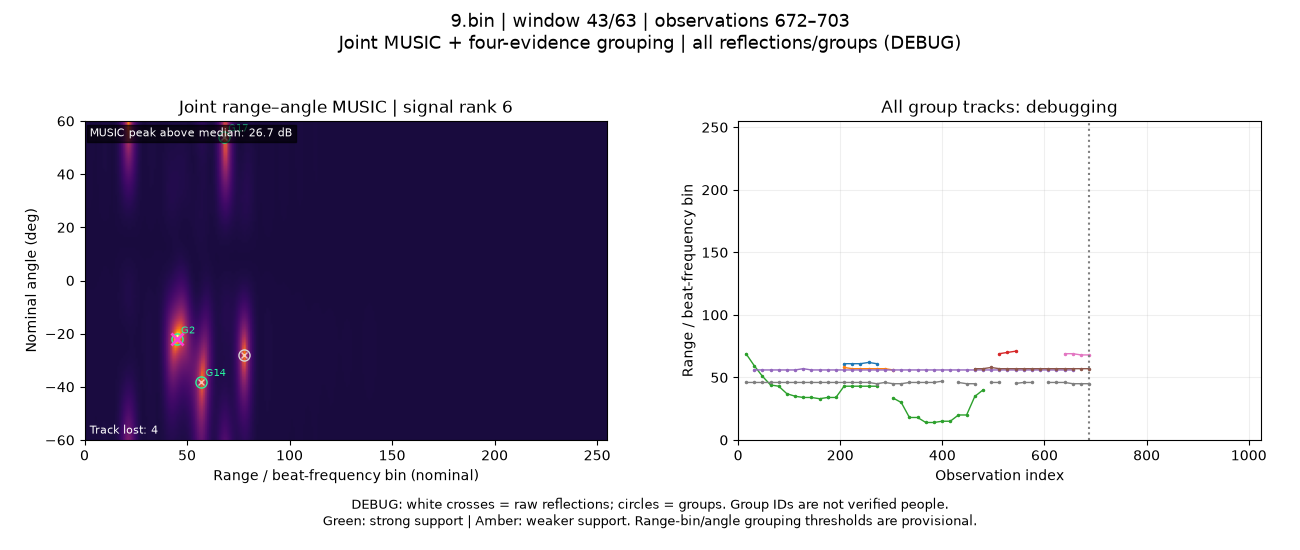 9.bin | window 43/63 | observations 672–703
Joint MUSIC + four-evidence grouping | all reflections/groups (DEBUG)
Joint range–angle MUSIC | signal rank 6
MUSIC peak above median: 26.7 dB
G2
G14
Track lost: 4
60
40
20
0
−20
−40
−60
Nominal angle (deg)
0
50
100
150
200
250
Range / beat-frequency bin (nominal)
All group tracks: debugging
250
200
150
100
50
0
Range / beat-frequency bin
0
200
400
600
800
1000
Observation index
DEBUG: white crosses = raw reflections; circles = groups. Group IDs are not verified people.
Green: strong support | Amber: weaker support. Range-bin/angle grouping thresholds are provisional.